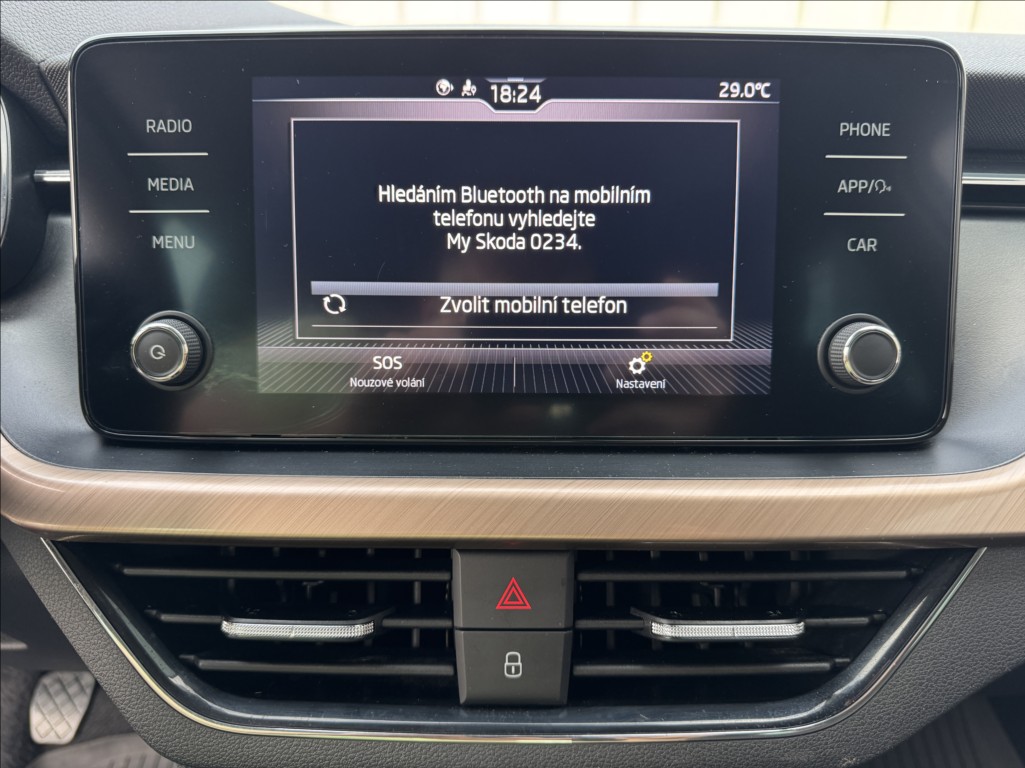 18:24
29.0°C
RADIO
MEDIA
MENU
Hledáním Bluetooth na mobilním
telefonu vyhledejte
My Skoda 0234.
Zvolit mobilní telefon
SOS
Nouzové volání
Nastavení
PHONE
APP/
CAR